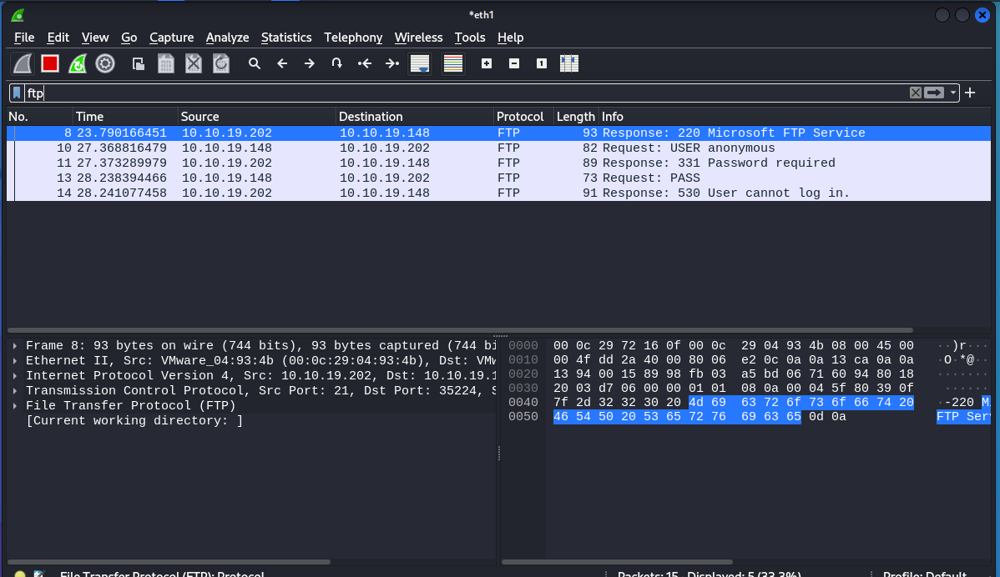 *eth1
File Edit View Go Capture Analyze Statistics Telephony Wireless Tools Help
ftp
No. Time Source Destination Protocol Length Info
8 23.790166451 10.10.19.202 10.10.19.148 FTP 93 Response: 220 Microsoft FTP Service
10 27.368816479 10.10.19.148 10.10.19.202 FTP 82 Request: USER anonymous
11 27.373289979 10.10.19.202 10.10.19.148 FTP 89 Response: 331 Password required
13 28.238394466 10.10.19.148 10.10.19.202 FTP 73 Request: PASS
14 28.241077458 10.10.19.202 10.10.19.148 FTP 91 Response: 530 User cannot log in.
Frame 8: 93 bytes on wire (744 bits), 93 bytes captured (744 bi
Ethernet II, Src: VMware_04:93:4b (00:0c:29:04:93:4b), Dst: VMw
Internet Protocol Version 4, Src: 10.10.19.202, Dst: 10.10.19.1
Transmission Control Protocol, Src Port: 21, Dst Port: 35224, S
File Transfer Protocol (FTP)
[Current working directory: ]
0000 00 0c 29 72 16 0f 00 0c 29 04 93 4b 08 00 45 00 ··)r···
0010 00 4f dd 2a 40 00 80 06 e2 0c 0a 0a 13 ca 0a 0a ·O·*@··
0020 13 94 00 15 89 98 fb 03 a5 bd 06 71 60 94 80 18 ·······
0030 20 03 d7 06 00 00 01 01 08 0a 00 04 5f 80 39 0f ······
0040 7f 2d 32 32 30 20 4d 69 63 72 6f 73 6f 66 74 20 ·-220 Mi
0050 46 54 50 20 53 65 72 76 69 63 65 0d 0a FTP Serv
File Transfer Protocol (FTP): Protocol Packets: 15 · Displayed: 5 (33.3%) Profile: Default